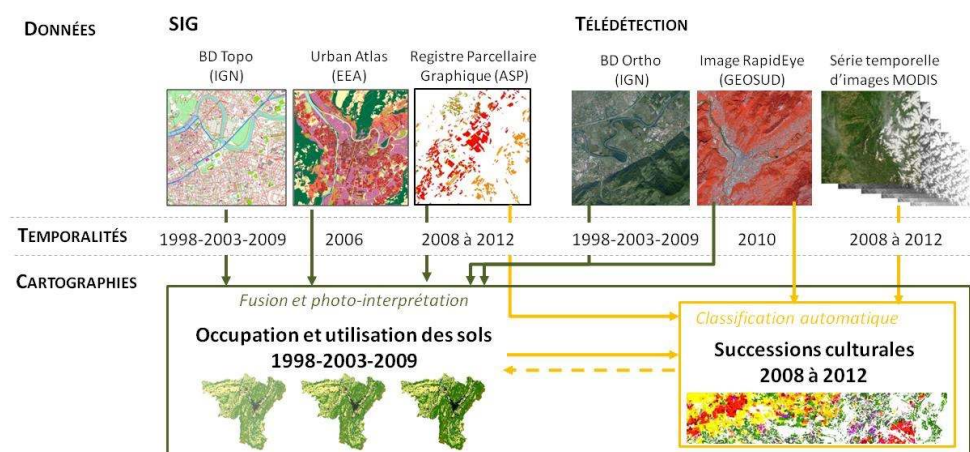 DONNÉES
SIG
TÉLÉDÉTECTION
BD Topo
(IGN)
Urban Atlas
(EEA)
Registre Parcellaire
Graphique (ASP)
BD Ortho
(IGN)
Image RapidEye
(GEOSUD)
Série temporelle
d'images MODIS
TEMPORALITÉS
1998-2003-2009
2006
2008 à 2012
1998-2003-2009
2010
2008 à 2012
CARTOGRAPHIES
Fusion et photo-interprétation
Occupation et utilisation des sols
1998-2003-2009
Classification automatique
Successions culturales
2008 à 2012